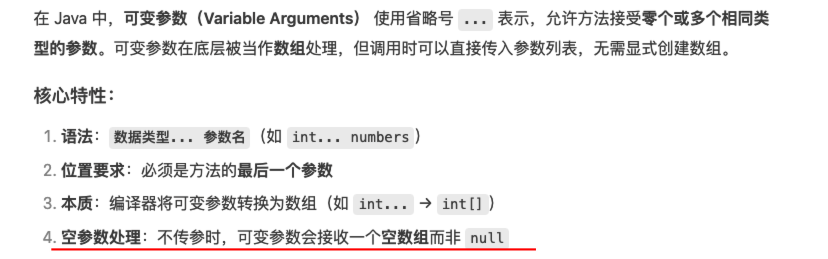 在 Java 中，可变参数（Variable Arguments） 使用省略号 ... 表示，允许方法接受零个或多个相同类
型的参数。可变参数在底层被当作数组处理，但调用时可以直接传入参数列表，无需显式创建数组。
核心特性：
1. 语法： 数据类型... 参数名 （如 int... numbers ）
2. 位置要求：必须是方法的最后一个参数
3. 本质：编译器将可变参数转换为数组（如 int... → int[] ）
4. 空参数处理：不传参时，可变参数会接收一个空数组而非 null